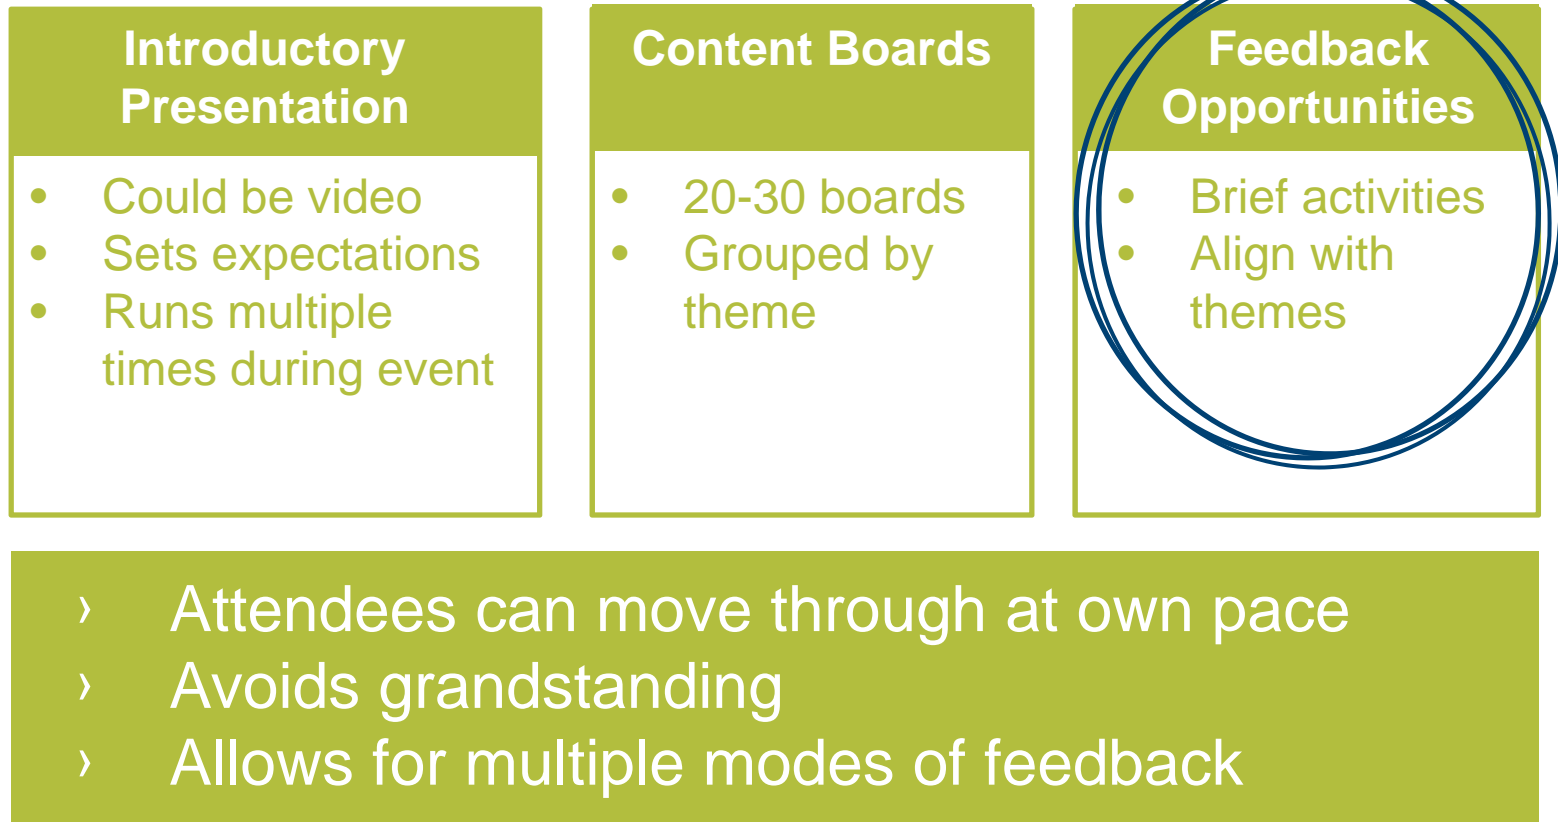 Introductory
Presentation
• Could be video
• Sets expectations
• Runs multiple
times during event
Content Boards
• 20-30 boards
• Grouped by
theme
Feedback
Opportunities
• Brief activities
• Align with
themes
› Attendees can move through at own pace
› Avoids grandstanding
› Allows for multiple modes of feedback